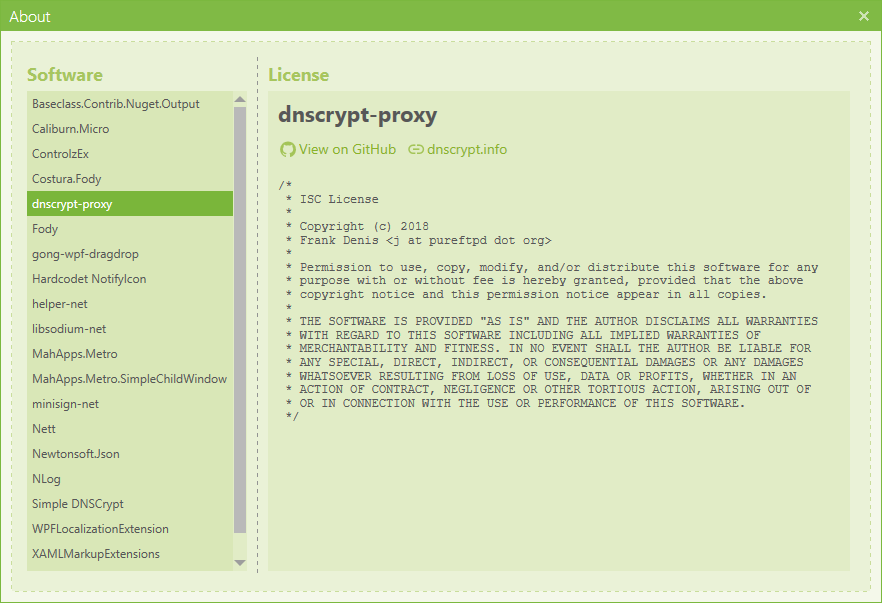 About
Software
Baseclass.Contrib.Nuget.Output
Caliburn.Micro
ControlzEx
Costura.Fody
dnscrypt-proxy
Fody
gong-wpf-dragdrop
Hardcodet NotifyIcon
helper-net
libsodium-net
MahApps.Metro
MahApps.Metro.SimpleChildWindow
minisign-net
Nett
Newtonsoft.Json
NLog
Simple DNSCrypt
WPFLocalizationExtension
XAMLMarkupExtensions
License
dnscrypt-proxy
View on GitHub dnscrypt.info
/*
 * ISC License
 *
 * Copyright (c) 2018
 * Frank Denis <j at pureftpd dot org>
 *
 * Permission to use, copy, modify, and/or distribute this software for any
 * purpose with or without fee is hereby granted, provided that the above
 * copyright notice and this permission notice appear in all copies.
 *
 * THE SOFTWARE IS PROVIDED "AS IS" AND THE AUTHOR DISCLAIMS ALL WARRANTIES
 * WITH REGARD TO THIS SOFTWARE INCLUDING ALL IMPLIED WARRANTIES OF
 * MERCHANTABILITY AND FITNESS. IN NO EVENT SHALL THE AUTHOR BE LIABLE FOR
 * ANY SPECIAL, DIRECT, INDIRECT, OR CONSEQUENTIAL DAMAGES OR ANY DAMAGES
 * WHATSOEVER RESULTING FROM LOSS OF USE, DATA OR PROFITS, WHETHER IN AN
 * ACTION OF CONTRACT, NEGLIGENCE OR OTHER TORTIOUS ACTION, ARISING OUT OF
 * OR IN CONNECTION WITH THE USE OR PERFORMANCE OF THIS SOFTWARE.
 */